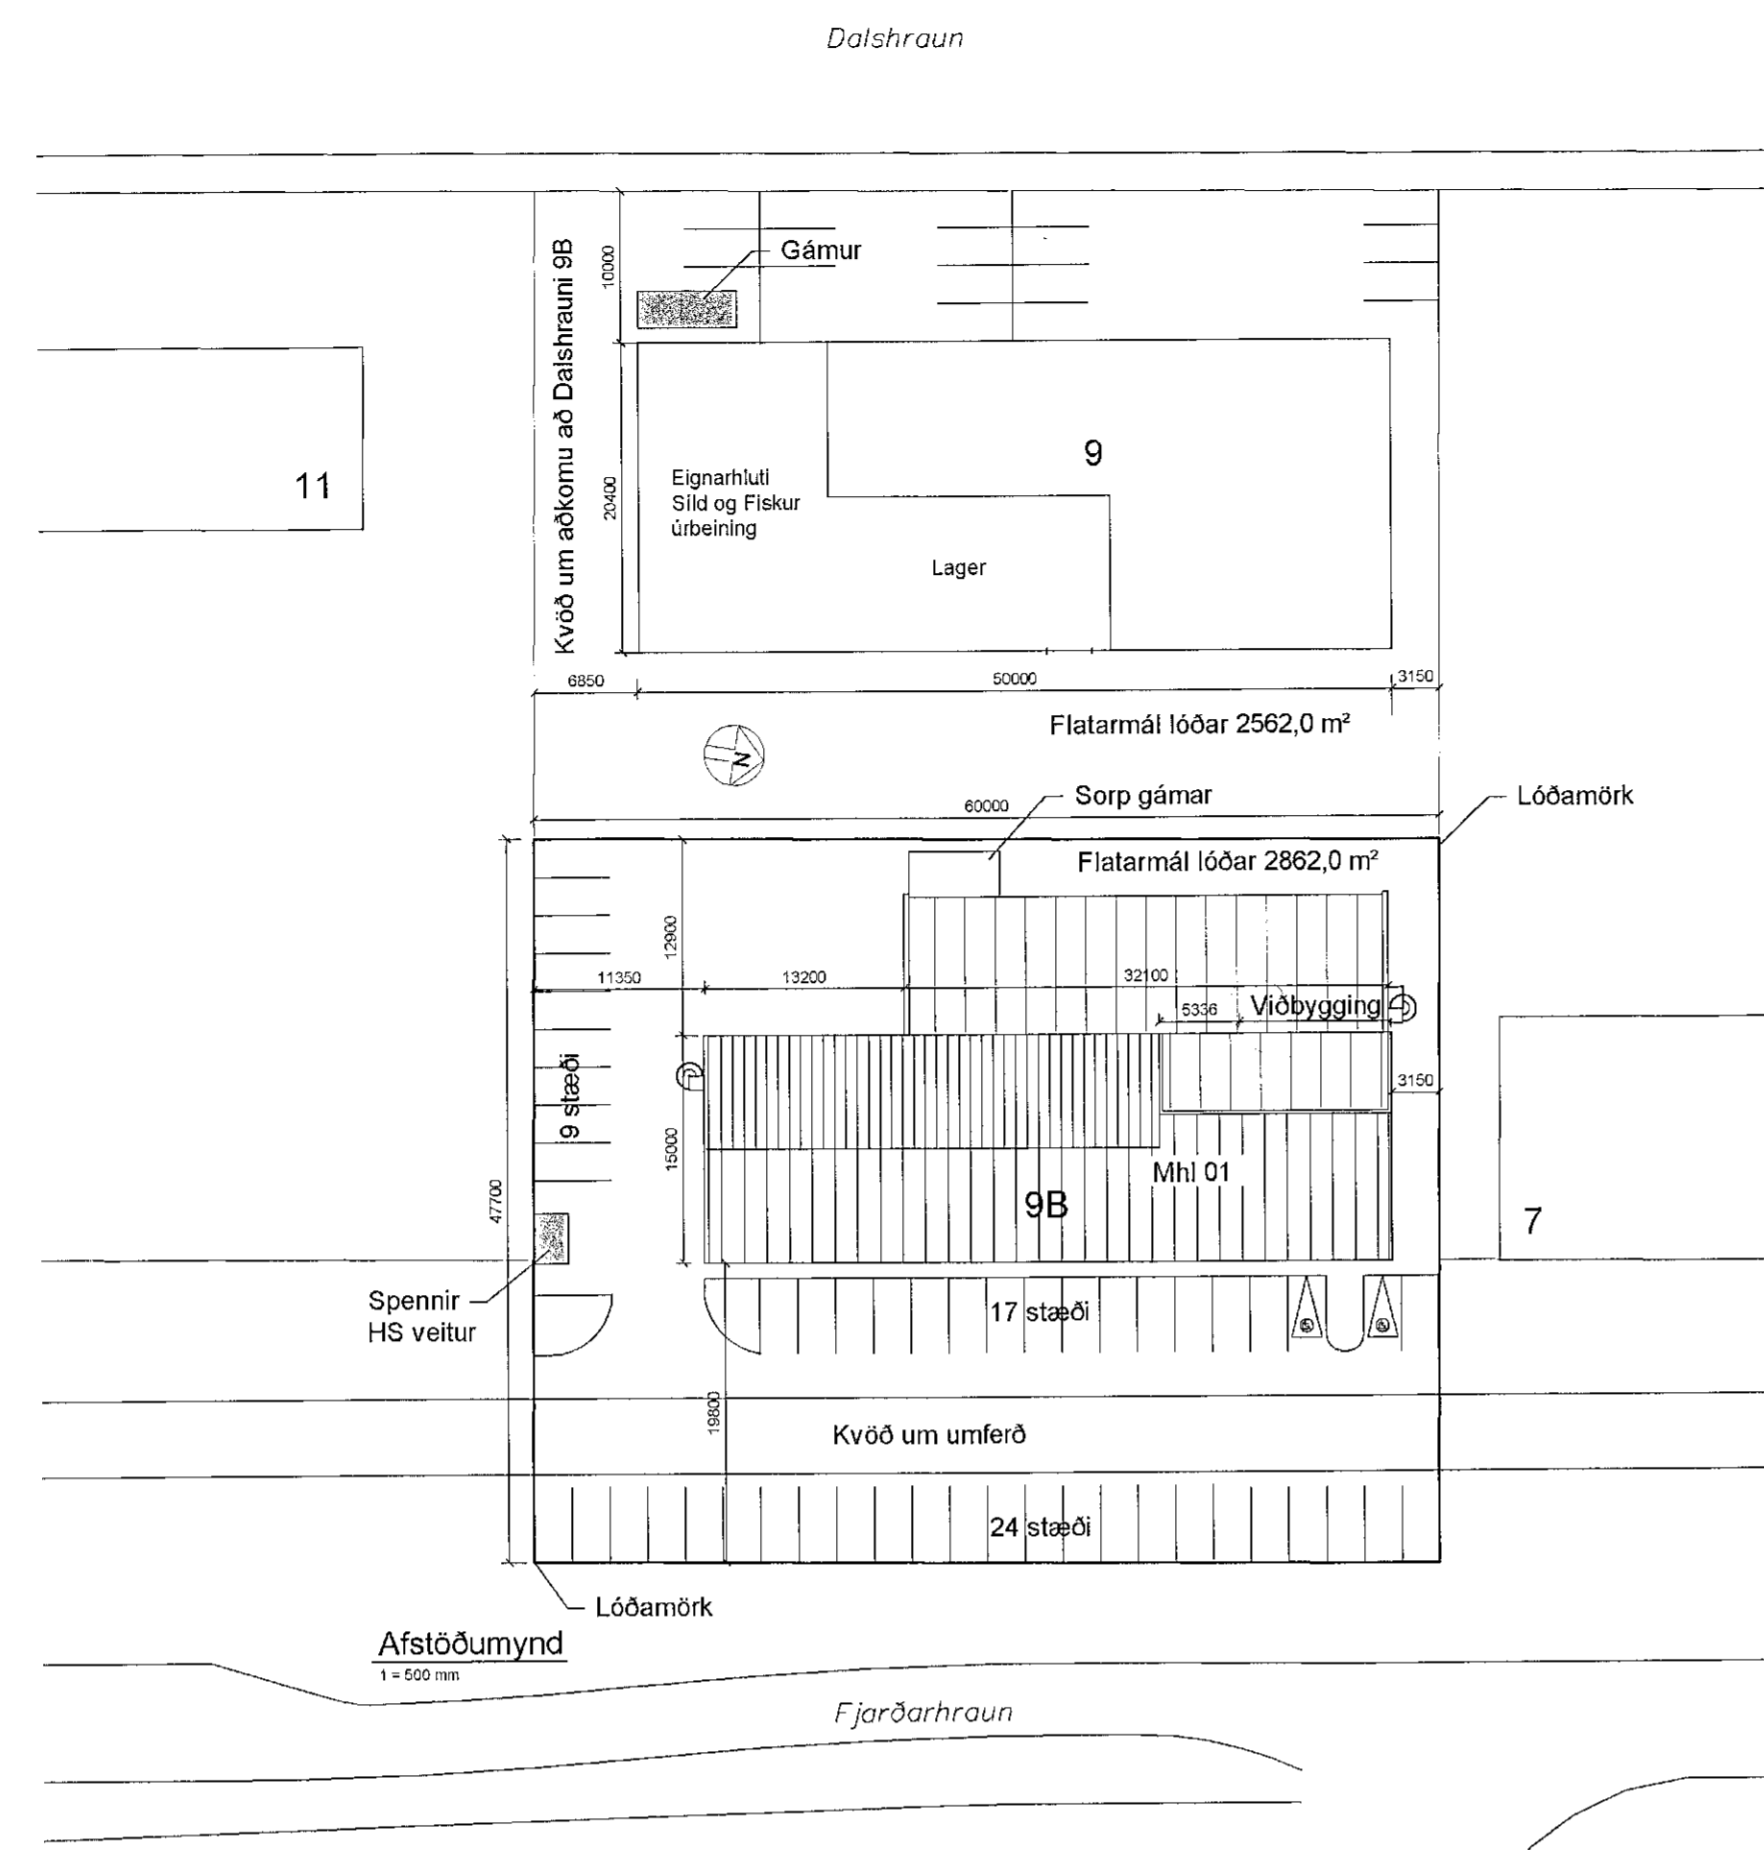 Dalshraun
Gámur
10000
Kvöð um aðkomu að Dalshrauni 9B
11
9
Eignarhluti
Síld og Fiskur
úrbeining
20400
Lager
6850
50000
3150
Flatarmál lóðar 2562,0 m²
N
Sorp gámar
Lóðamörk
60000
Flatarmál lóðar 2862,0 m²
12900
11350
13200
32100
5336
Viðbygging
3150
9 stæði
15000
Mhl 01
9B
47700
7
Spennir
HS veitur
17 stæði
19800
Kvöð um umferð
24 stæði
Lóðamörk
Afstöðumynd
1 = 500 mm
Fjarðarhraun